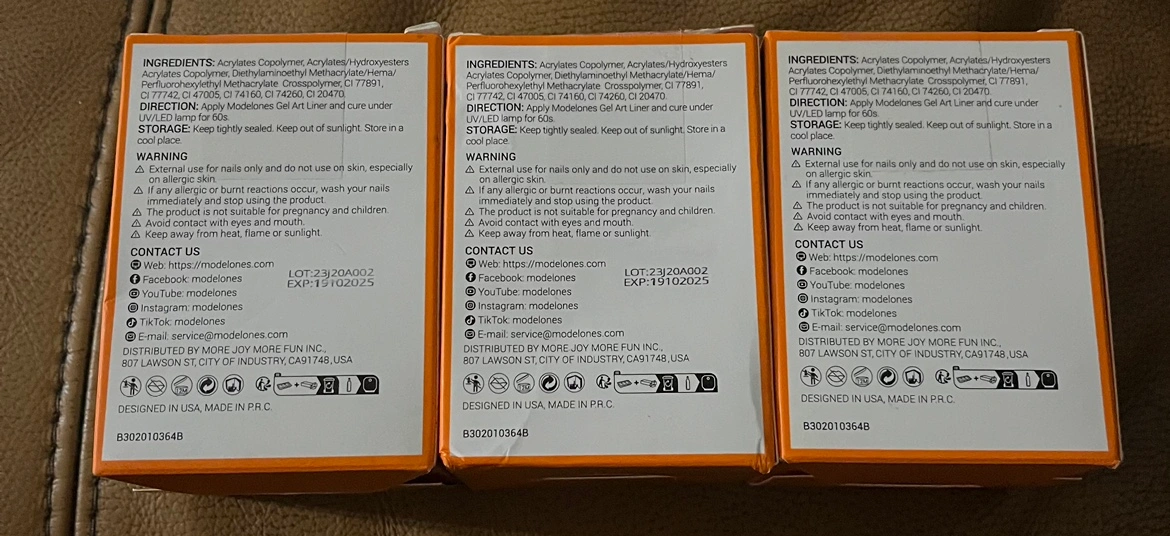 INGREDIENTS: Acrylates Copolymer, Acrylates/Hydroxyesters
Acrylates Copolymer, Diethylaminoethyl Methacrylate/Hema/
Perfluorohexylethyl Methacrylate Crosspolymer, CI 77891,
CI 77742, CI 47005, CI 74160, CI 74260, CI 20470.
DIRECTION: Apply Modelones Gel Art Liner and cure under
UV/LED lamp for 60s.
STORAGE: Keep tightly sealed. Keep out of sunlight. Store in a
cool place.
WARNING
External use for nails only and do not use on skin, especially
on allergic skin.
If any allergic or burnt reactions occur, wash your nails
immediately and stop using the product.
The product is not suitable for pregnancy and children.
Avoid contact with eyes and mouth.
Keep away from heat, flame or sunlight.
CONTACT US
Web: https://modelones.com
Facebook: modelones
YouTube: modelones
Instagram: modelones
TikTok: modelones
E-mail: service@modelones.com
LOT:23J20A002
EXP:19102025
DISTRIBUTED BY MORE JOY MORE FUN INC.,
807 LAWSON ST, CITY OF INDUSTRY, CA91748,USA
DESIGNED IN USA, MADE IN P.R.C.
B302010364B
INGREDIENTS: Acrylates Copolymer, Acrylates/Hydroxyesters
Acrylates Copolymer, Diethylaminoethyl Methacrylate/Hema/
Perfluorohexylethyl Methacrylate Crosspolymer, CI 77891,
CI 77742, CI 47005, CI 74160, CI 74260, CI 20470.
DIRECTION: Apply Modelones Gel Art Liner and cure under
UV/LED lamp for 60s.
STORAGE: Keep tightly sealed. Keep out of sunlight. Store in a
cool place.
WARNING
External use for nails only and do not use on skin, especially
on allergic skin.
If any allergic or burnt reactions occur, wash your nails
immediately and stop using the product.
The product is not suitable for pregnancy and children.
Avoid contact with eyes and mouth.
Keep away from heat, flame or sunlight.
CONTACT US
Web: https://modelones.com
Facebook: modelones
YouTube: modelones
Instagram: modelones
TikTok: modelones
E-mail: service@modelones.com
LOT:23J20A002
EXP:19102025
DISTRIBUTED BY MORE JOY MORE FUN INC.,
807 LAWSON ST, CITY OF INDUSTRY, CA91748,USA
DESIGNED IN USA, MADE IN P.R.C.
B302010364B
INGREDIENTS: Acrylates Copolymer, Acrylates/Hydroxyesters
Acrylates Copolymer, Diethylaminoethyl Methacrylate/Hema/
Perfluorohexylethyl Methacrylate Crosspolymer, CI 77891,
CI 77742, CI 47005, CI 74160, CI 74260, CI 20470.
DIRECTION: Apply Modelones Gel Art Liner and cure under
UV/LED lamp for 60s.
STORAGE: Keep tightly sealed. Keep out of sunlight. Store in a
cool place.
WARNING
External use for nails only and do not use on skin, especially
on allergic skin.
If any allergic or burnt reactions occur, wash your nails
immediately and stop using the product.
The product is not suitable for pregnancy and children.
Avoid contact with eyes and mouth.
Keep away from heat, flame or sunlight.
CONTACT US
Web: https://modelones.com
Facebook: modelones
YouTube: modelones
Instagram: modelones
TikTok: modelones
E-mail: service@modelones.com
DISTRIBUTED BY MORE JOY MORE FUN INC.,
807 LAWSON ST, CITY OF INDUSTRY, CA91748,USA
DESIGNED IN USA, MADE IN P.R.C.
B302010364B